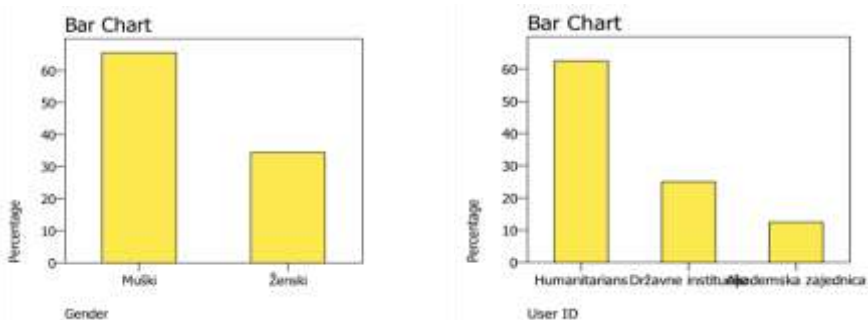 Bar Chart
60
50
40
30
20
10
0
Percentage
Muški
Ženski
Gender
Bar Chart
60
50
40
30
20
10
0
Percentage
Humanitarians Državne zajednica
User ID